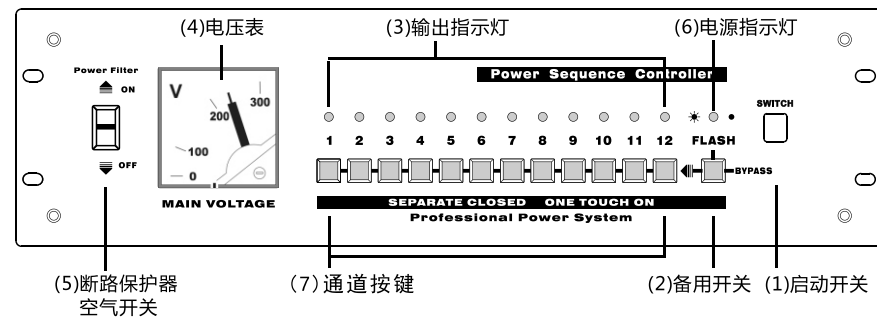 (4)电压表
(3)输出指示灯
(6)电源指示灯
Power Filter
ON
OFF
V
0
100
200
300
MAIN VOLTAGE
Power Sequence Controller
1 2 3 4 5 6 7 8 9 10 11 12 FLASH
SWITCH
BYPASS
SEPARATE CLOSED ONE TOUCH ON
Professional Power System
(5)断路保护器
空气开关
(7)通道按键
(2)备用开关
(1)启动开关